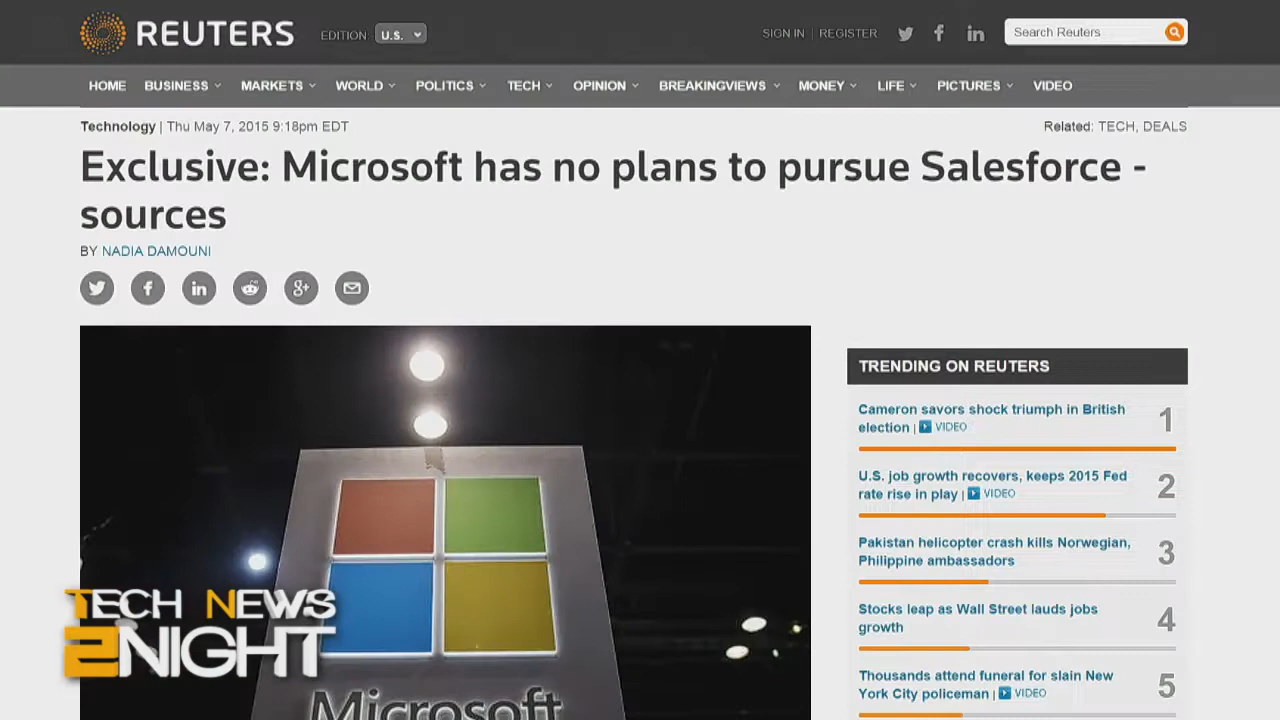 REUTERS EDITION U.S. SIGN IN | REGISTER Search Reuters
HOME BUSINESS MARKETS WORLD POLITICS TECH OPINION BREAKINGVIEWS MONEY LIFE PICTURES VIDEO
Technology | Thu May 7, 2015 9:18pm EDT
Related: TECH, DEALS
Exclusive: Microsoft has no plans to pursue Salesforce -
sources
BY NADIA DAMOUNI
Microsoft
TRENDING ON REUTERS
Cameron savors shock triumph in British
election | VIDEO
1
U.S. job growth recovers, keeps 2015 Fed
rate rise in play | VIDEO
2
Pakistan helicopter crash kills Norwegian,
Philippine ambassadors
3
Stocks leap as Wall Street lauds jobs
growth
4
Thousands attend funeral for slain New
York City policeman | VIDEO
5
TECH NEWS
2NIGHT